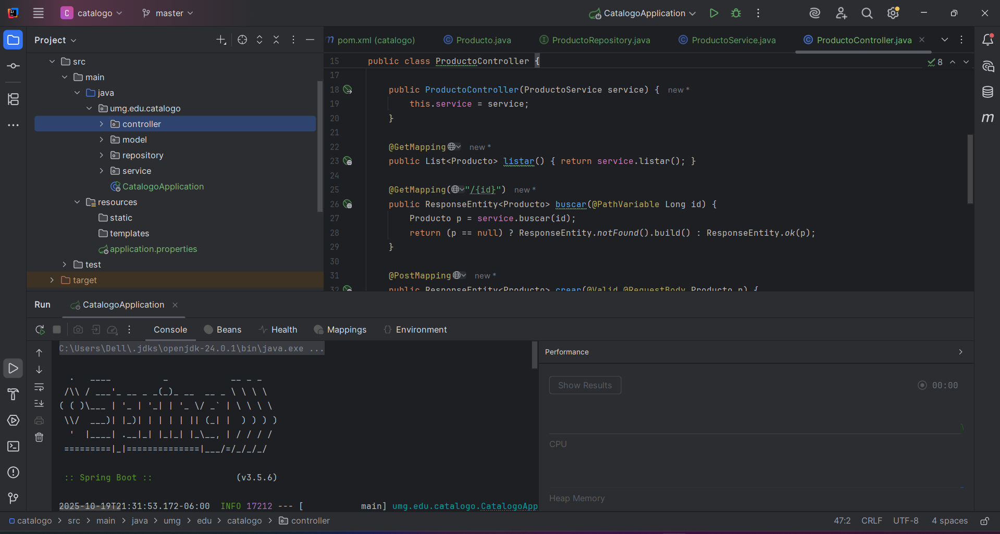 C catalogo master CatalogoApplication
Project
pom.xml (catalogo) Producto.java ProductoRepository.java ProductoService.java ProductoController.java
src
main
java
umg.edu.catalogo
controller
model
repository
service
CatalogoApplication
resources
static
templates
application.properties
test
target
15 public class ProductoController {
8
17
18 public ProductoController(ProductoService service) { new *
19 this.service = service;
20 }
21
22 @GetMapping new *
23 public List<Producto> listar() { return service.listar(); }
24
25 @GetMapping("/{id}") new *
26 public ResponseEntity<Producto> buscar(@PathVariable Long id) {
27 Producto p = service.buscar(id);
28 return (p == null) ? ResponseEntity.notFound().build() : ResponseEntity.ok(p);
29 }
30
31 @PostMapping new *
32 public ResponseEntity<Producto> crear(@Valid @RequestBody Producto p) {
Run CatalogoApplication
Console Beans Health Mappings Environment
C:\Users\Dell\.jdks\openjdk-24.0.1\bin\java.exe ...
  .   ____          _            __ _ _
 /\\ / ___'_ __ _ _(_)_ __  __ _ \ \ \ \
( ( )\___ | '_ | '_| | '_ \/ _` | \ \ \ \
 \\/  ___)| |_)| | | | | || (_| |  ) ) ) )
  '  |____| .__|_| |_|_| |_\__, | / / / /
 =========|_|==============|___/=/_/_/_/
:: Spring Boot :: (v3.5.6)
2025-10-19T21:31:53.172-06:00 INFO 17212 --- [ main] umg.edu.catalogo.CatalogoApp
Performance
Show Results 00:00
CPU
Heap Memory
catalogo > src > main > java > umg > edu > catalogo > controller
47:2 CRLF UTF-8 4 spaces